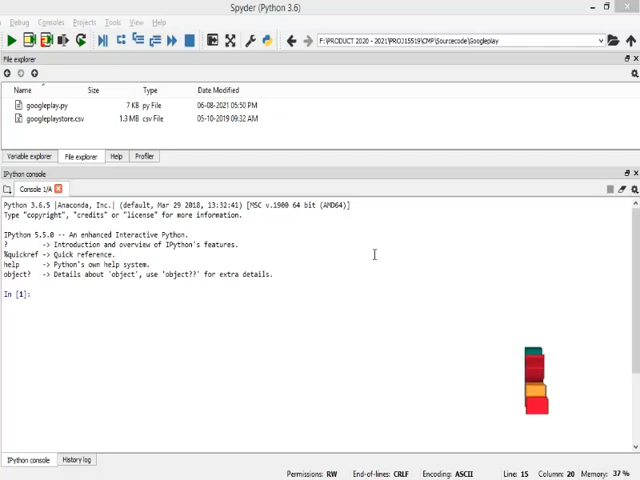 Spyder (Python 3.6)
Debug Consoles Projects Tools View Help
F:\PRODUCT 2020 - 2021\PROJ15519\CMP\Sourcecode\Googleplay
File explorer
Name Size Type Date Modified
googleplay.py 7 KB py File 06-08-2021 05:50 PM
googleplaystore.csv 1.3 MB csv File 05-10-2019 09:32 AM
Variable explorer File explorer Help Profiler
IPython console
Console 1/A
Python 3.6.5 |Anaconda, Inc.| (default, Mar 29 2018, 13:32:41) [MSC v.1900 64 bit (AMD64)]
Type "copyright", "credits" or "license" for more information.
IPython 5.5.0 -- An enhanced Interactive Python.
? -> Introduction and overview of IPython's features.
%quickref -> Quick reference.
help -> Python's own help system.
object? -> Details about 'object', use 'object??' for extra details.
In [1]:
IPython console History log
Permissions: RW End-of-lines: CRLF Encoding: ASCII Line: 15 Column: 20 Memory: 37 %